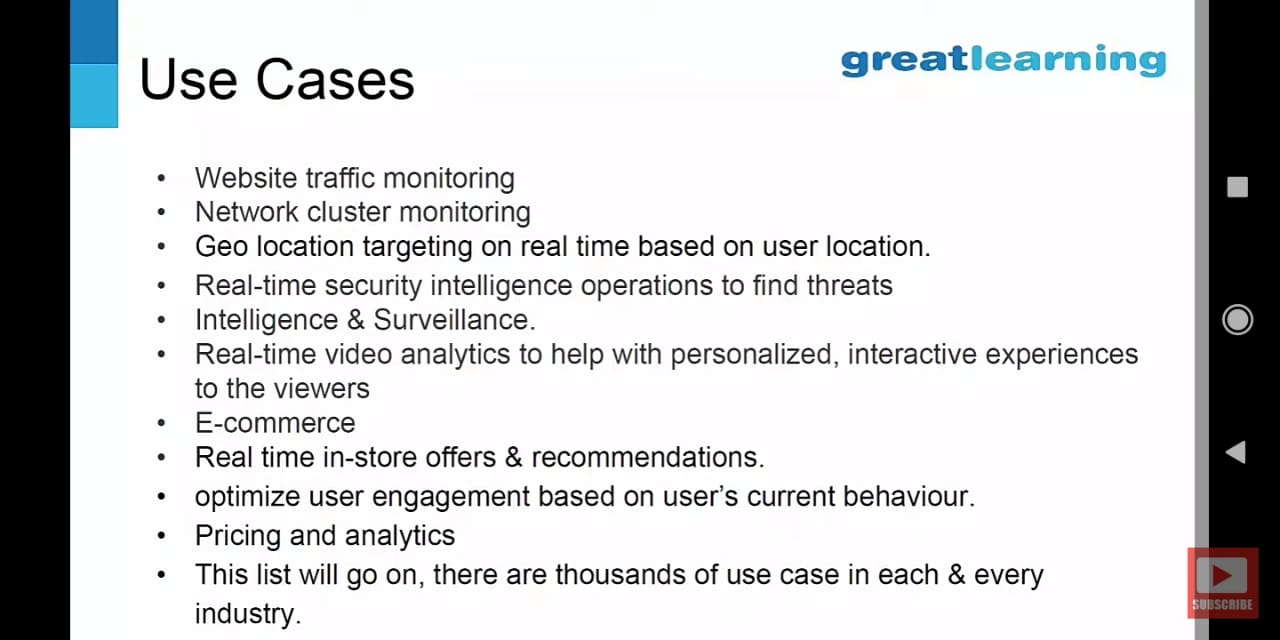 Use Cases
greatlearning
• Website traffic monitoring
• Network cluster monitoring
• Geo location targeting on real time based on user location.
• Real-time security intelligence operations to find threats
• Intelligence & Surveillance.
• Real-time video analytics to help with personalized, interactive experiences
to the viewers
• E-commerce
• Real time in-store offers & recommendations.
• optimize user engagement based on user’s current behaviour.
• Pricing and analytics
• This list will go on, there are thousands of use case in each & every
industry.
SUBSCRIBE